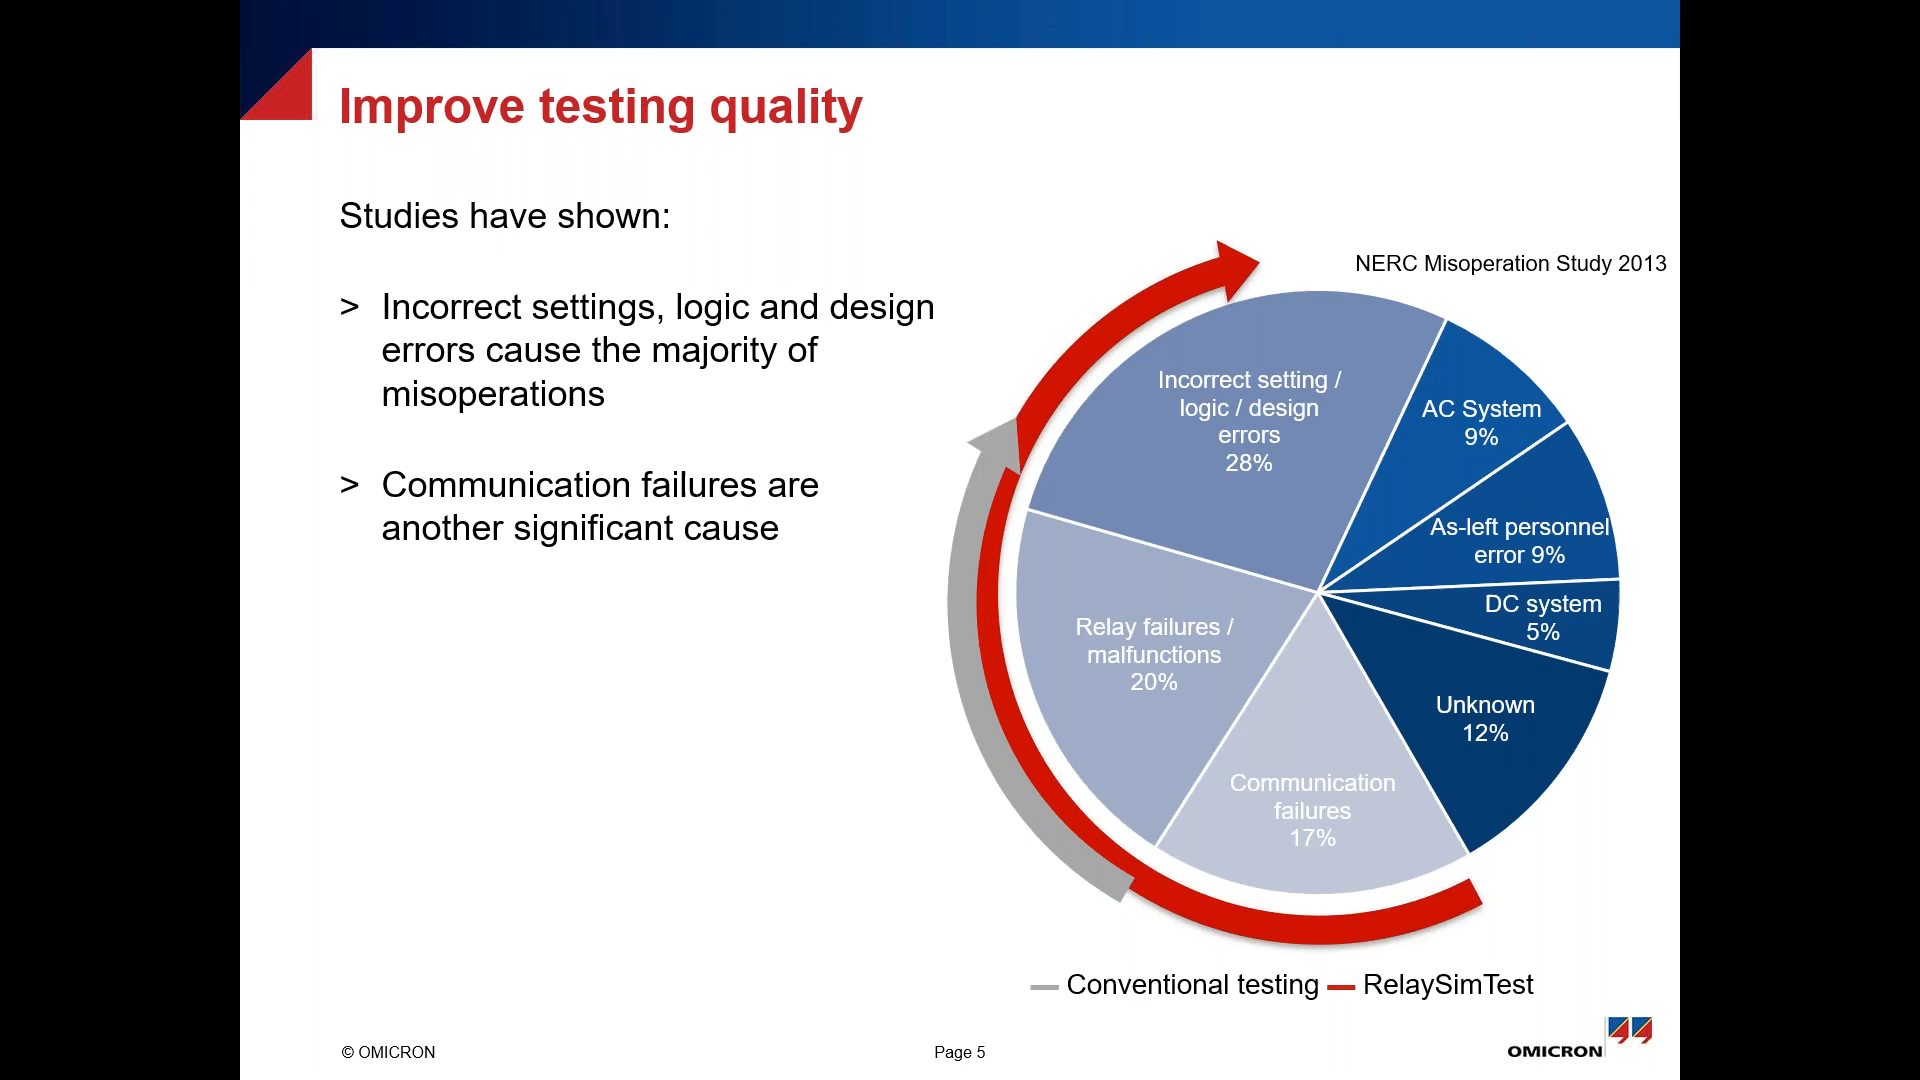 Improve testing quality
Studies have shown:
> Incorrect settings, logic and design
errors cause the majority of
misoperations
> Communication failures are
another significant cause
NERC Misoperation Study 2013
Incorrect setting /
logic / design
errors
28%
AC System
9%
As-left personnel
error 9%
DC system
5%
Unknown
12%
Communication
failures
17%
Relay failures /
malfunctions
20%
Conventional testing
RelaySimTest
© OMICRON
Page 5
OMICRON